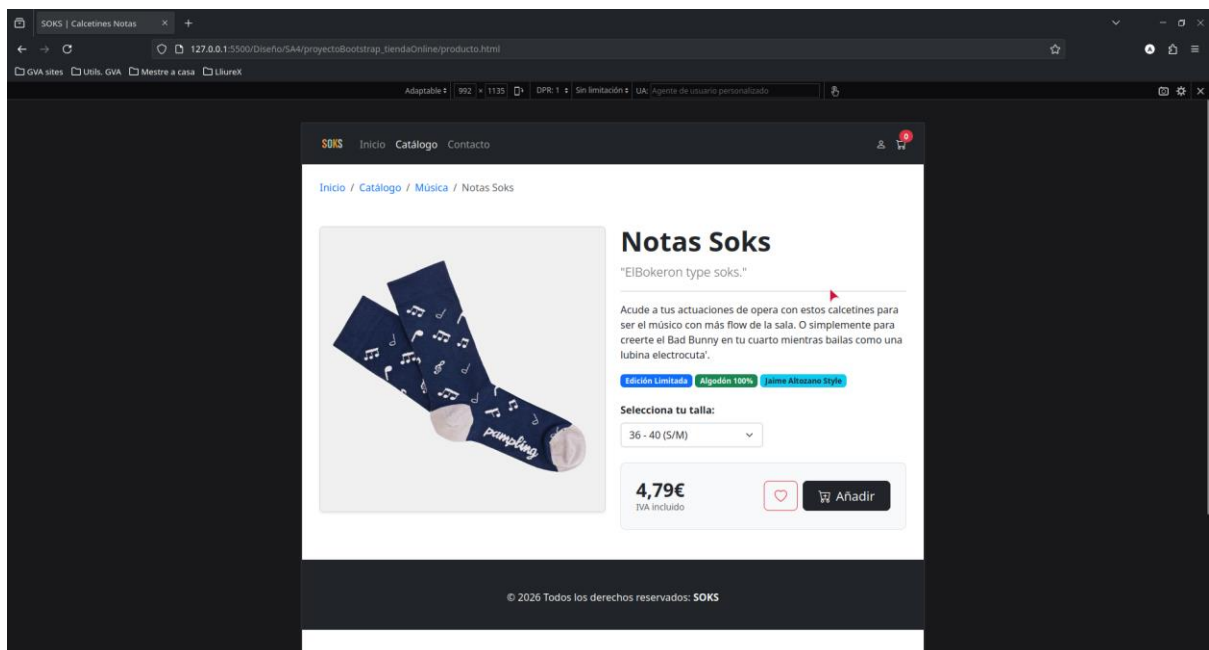 SOKS | Calcetines Notas
127.0.0.1:5500/Diseño/SA4/proyectoBootstrap_tiendaOnline/producto.html
GVA sites Utils. GVA Mestre a casa LliureX
Adaptable 992 × 1135 DPR: 1 Sin limitación UA: Agente de usuario personalizado
SOKS Inicio Catálogo Contacto 0
Inicio / Catálogo / Música / Notas Soks
pampling
Notas Soks
"ElBokeron type soks."
Acude a tus actuaciones de opera con estos calcetines para
ser el músico con más flow de la sala. O simplemente para
creerte el Bad Bunny en tu cuarto mientras bailas como una
lubina electrocuta'.
Edición Limitada Algodón 100% Jaime Altozano Style
Selecciona tu talla:
36 - 40 (S/M)
4,79€
IVA incluido
Añadir
© 2026 Todos los derechos reservados: SOKS